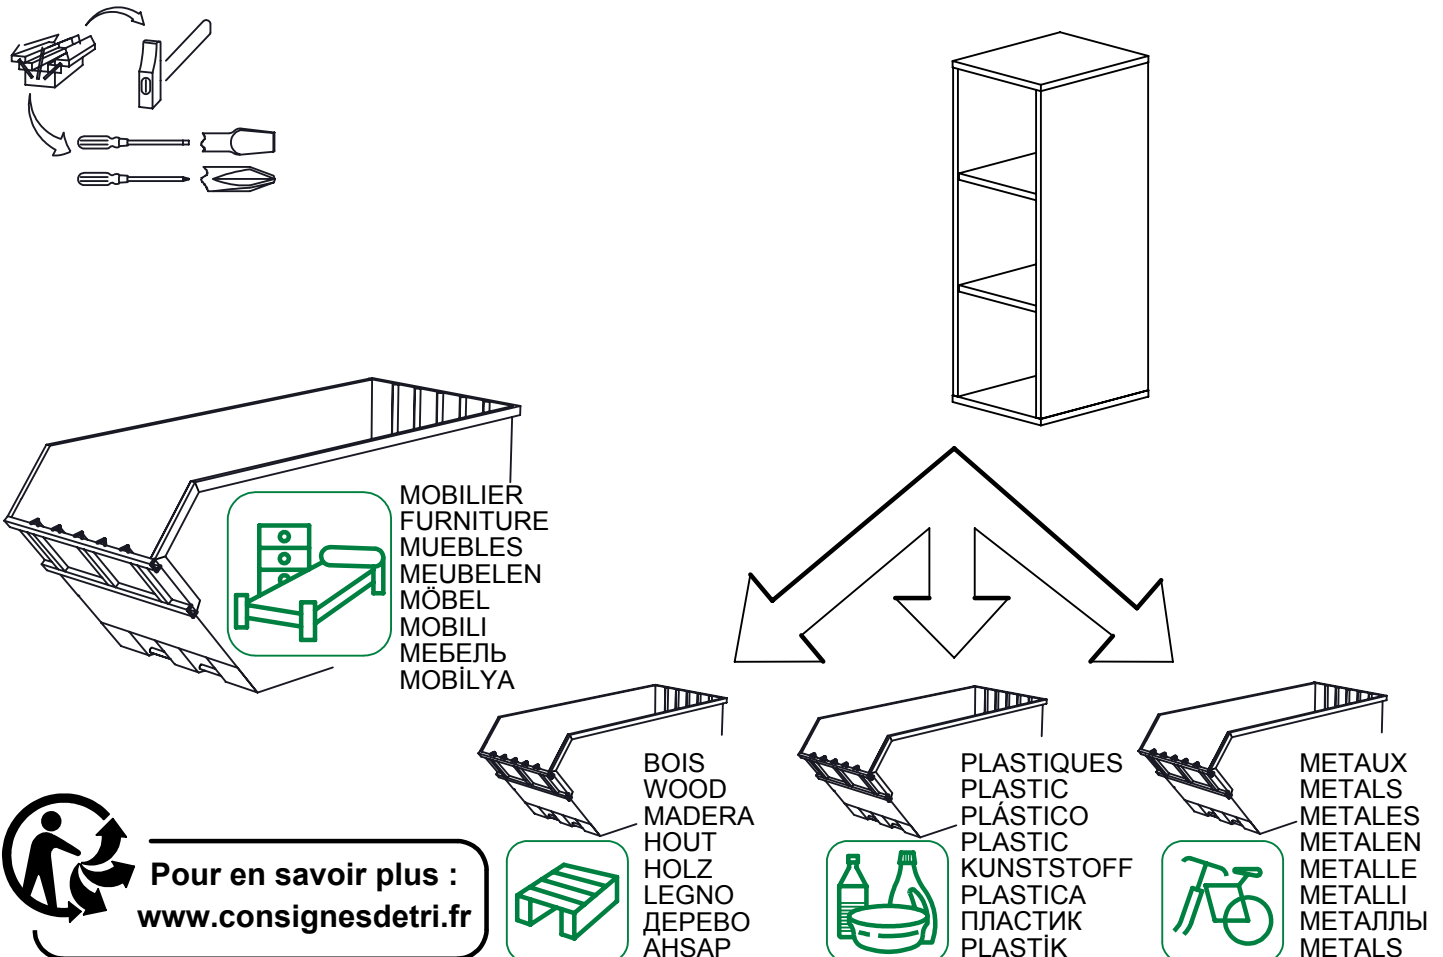 MOBILIER
FURNITURE
MUEBLES
MEUBELEN
MÖBEL
MOBILI
МЕБЕЛЬ
MOBİLYA
BOIS
WOOD
MADERA
HOUT
HOLZ
LEGNO
ДЕРЕВО
AHSAP
PLASTIQUES
PLASTIC
PLÁSTICO
PLASTIC
KUNSTSTOFF
PLASTICA
ПЛАСТИК
PLASTİK
METAUX
METALS
METALES
METALEN
METALLE
METALLI
МЕТАЛЛЫ
METALS
Pour en savoir plus :
www.consignesdetri.fr